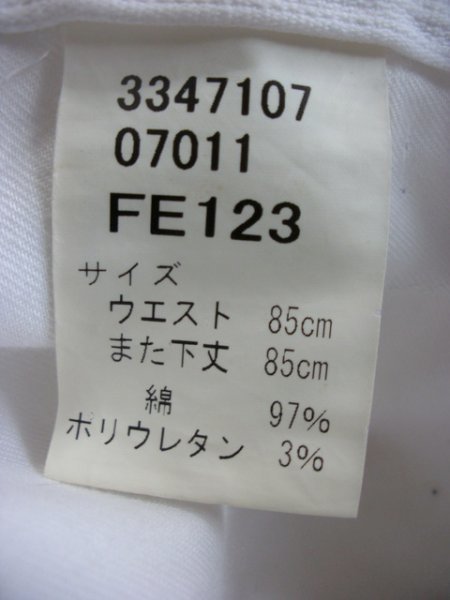 3347107
07011
FE123
サイズ
ウエスト 85cm
また下丈 85cm
綿 97%
ポリウレタン 3%